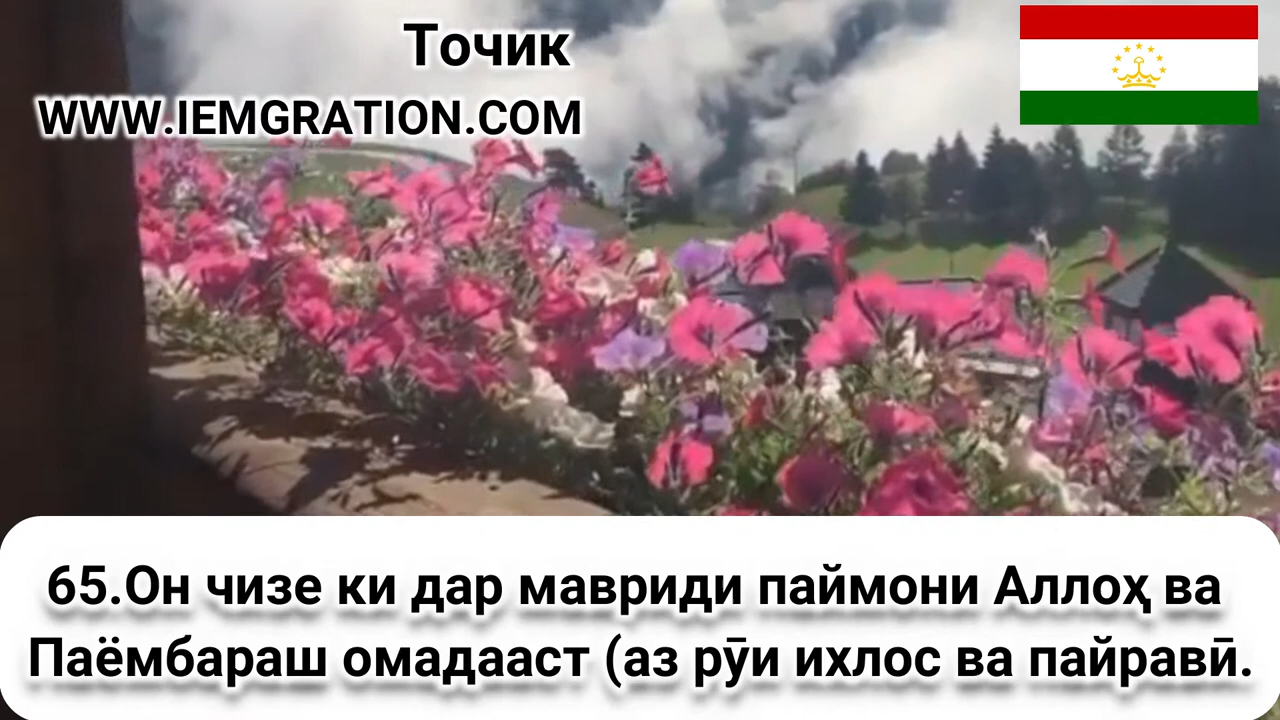 Точик
WWW.IEMGRATION.COM
65.Он чизе ки дар мавриди паймони Аллоҳ ва
Паёмбараш омадааст (аз рӯи ихлос ва пайравӣ.